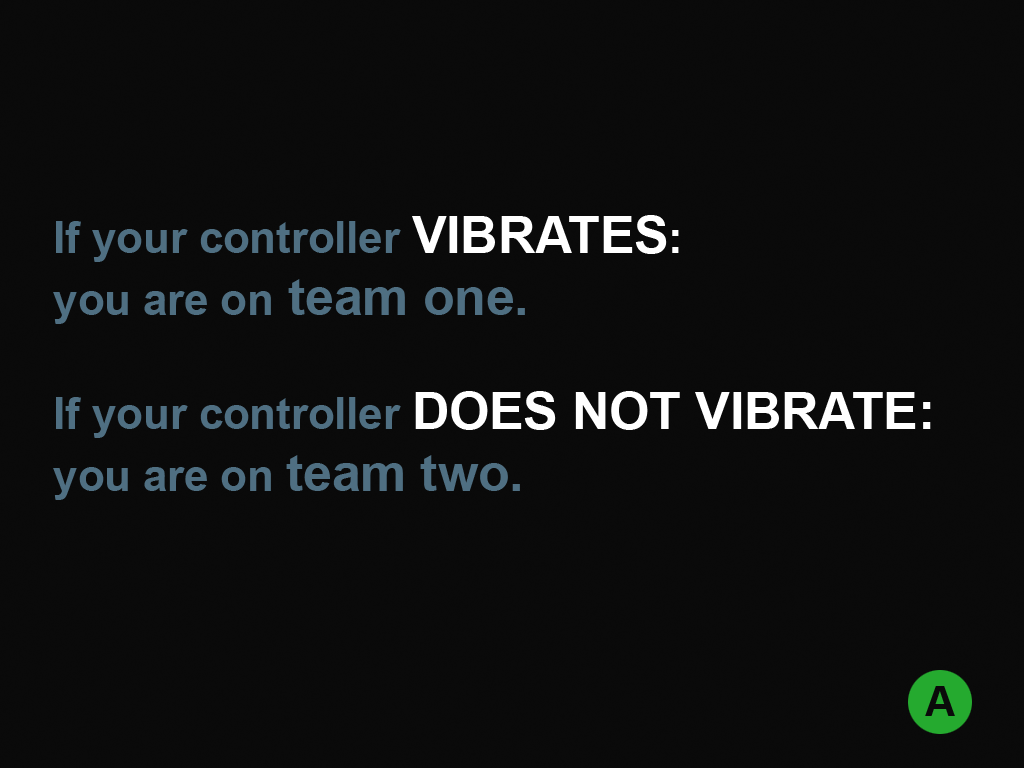 If your controller VIBRATES:
you are on team one.
If your controller DOES NOT VIBRATE:
you are on team two.
A